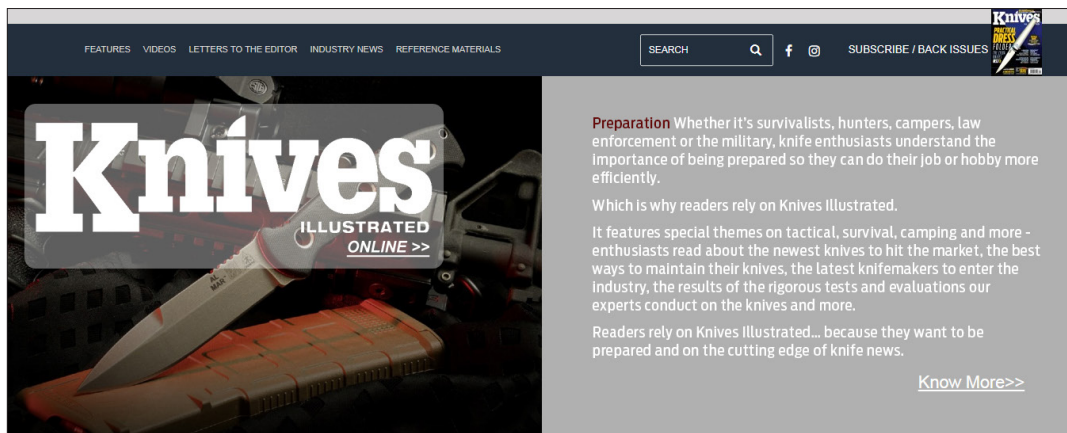 FEATURES VIDEOS LETTERS TO THE EDITOR INDUSTRY NEWS REFERENCE MATERIALS
SEARCH
SUBSCRIBE / BACK ISSUES
Knives
PRACTICAL
DRESS
FOLDER
Knives
ILLUSTRATED
ONLINE >>
AL
MAR
Preparation Whether it's survivalists, hunters, campers, law
enforcement or the military, knife enthusiasts understand the
importance of being prepared so they can do their job or hobby more
efficiently.
Which is why readers rely on Knives Illustrated.
It features special themes on tactical, survival, camping and more -
enthusiasts read about the newest knives to hit the market, the best
ways to maintain their knives, the latest knifemakers to enter the
industry, the results of the rigorous tests and evaluations our
experts conduct on the knives and more.
Readers rely on Knives Illustrated... because they want to be
prepared and on the cutting edge of knife news.
Know More>>